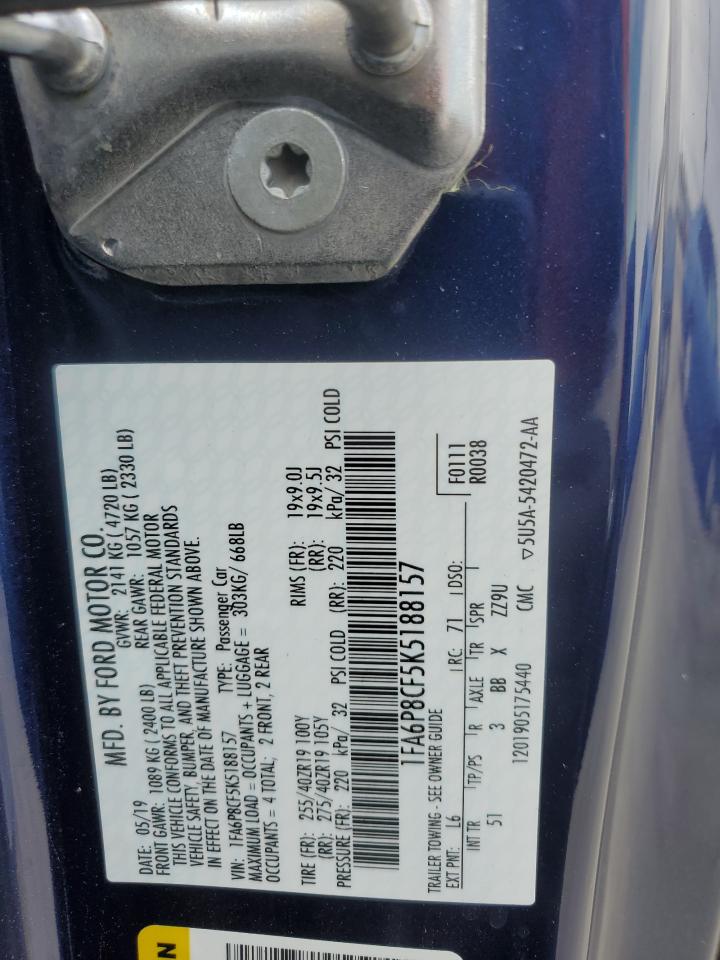 MFD. BY FORD MOTOR CO.
DATE: 05/19 GVWR: 2141 KG ( 4720 LB)
FRONT GAWR: 1089 KG ( 2400 LB) REAR GAWR: 1057 KG ( 2330 LB)
THIS VEHICLE CONFORMS TO ALL APPLICABLE FEDERAL MOTOR
VEHICLE SAFETY, BUMPER, AND THEFT PREVENTION STANDARDS
IN EFFECT ON THE DATE OF MANUFACTURE SHOWN ABOVE.
VIN: 1FA6P8CF5K5188157 TYPE: Passenger Car
MAXIMUM LOAD = OCCUPANTS + LUGGAGE = 303KG/ 668LB
OCCUPANTS = 4 TOTAL; 2 FRONT, 2 REAR
TIRE (FR): 255/40ZR19 100Y RIMS (FR): 19x9.0J
(RR): 275/40ZR19 105Y (RR): 19x9.5J
PRESSURE (FR): 220 kPa/ 32 PSI COLD (RR): 220 kPa/ 32 PSI COLD
1FA6P8CF5K5188157
TRAILER TOWING - SEE OWNER GUIDE
F0111
R0038
EXT PNT: L6 RC: 71 DSO:
INT TR TP/PS R AXLE TR SPR
51 3 BB X ZZ9U
1201905175440 CMC ▽5U5A-5420472-AA
N